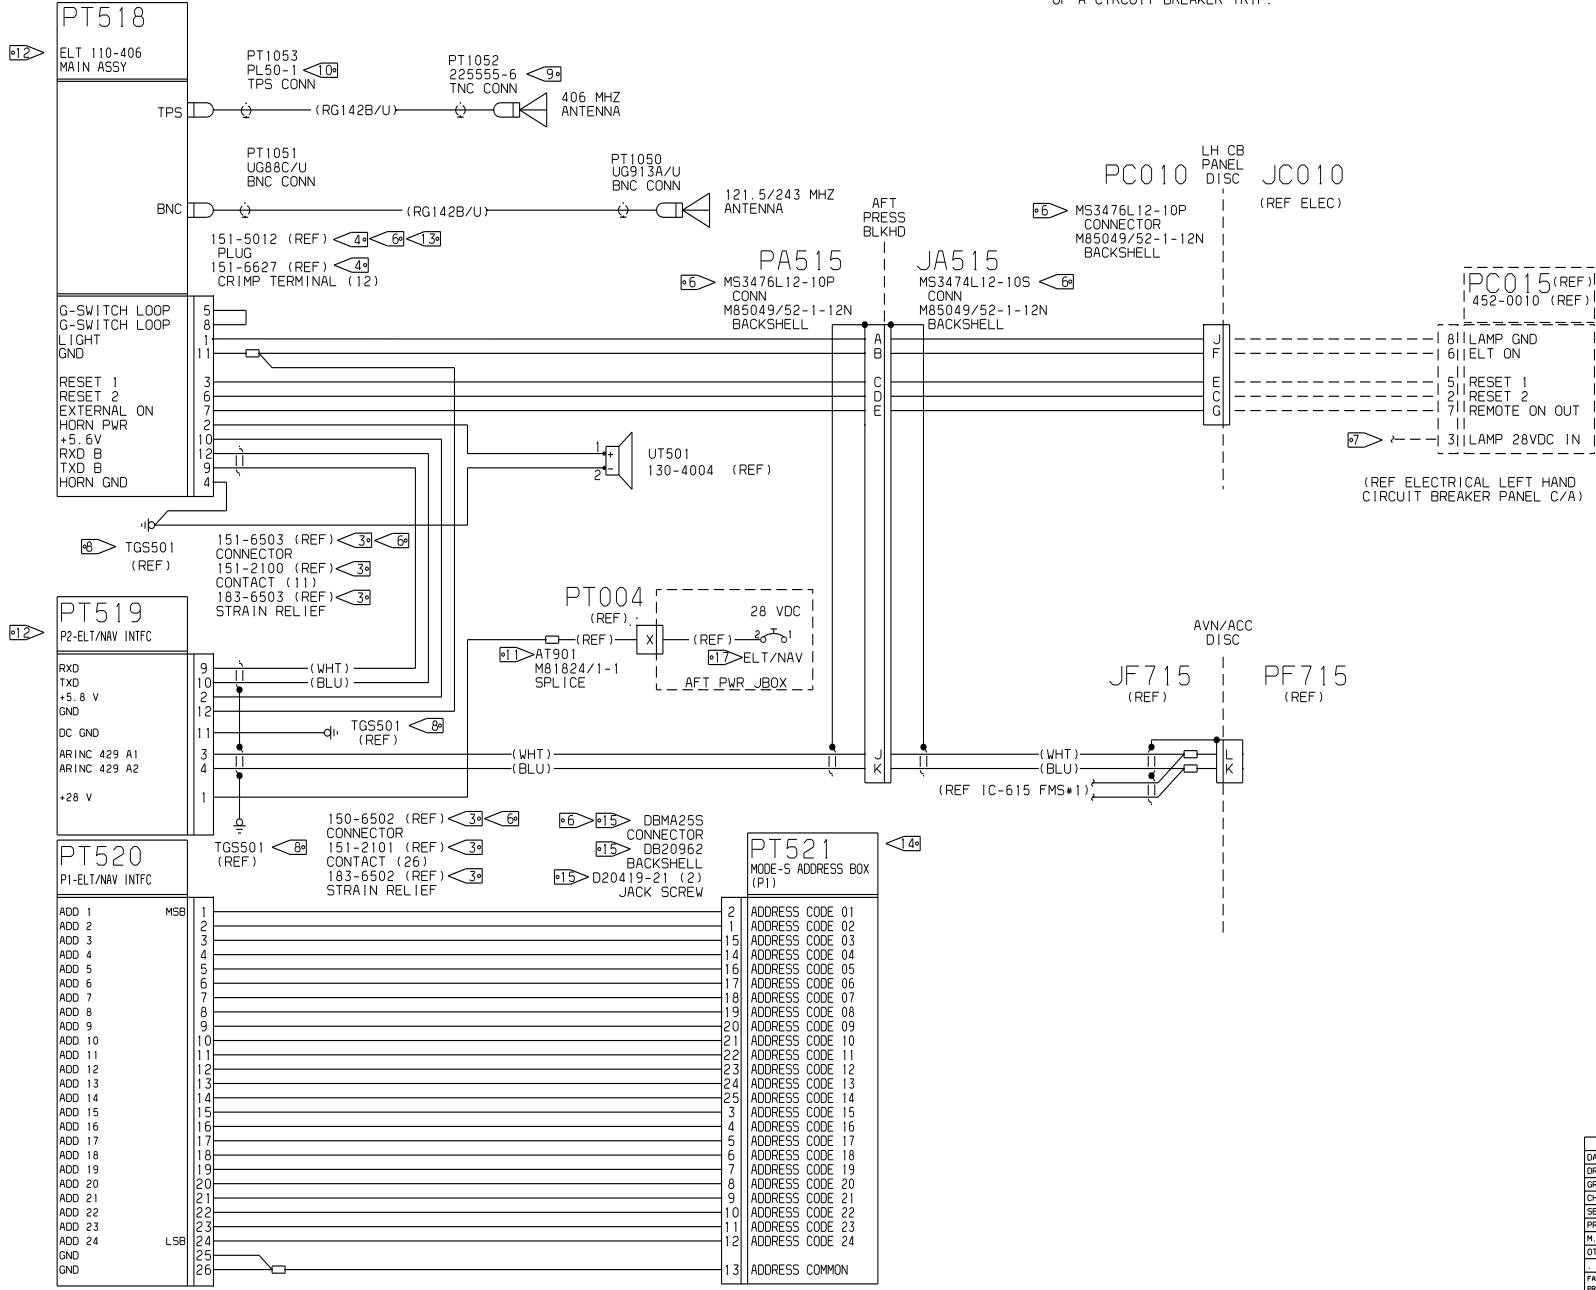 OF A CIRCUIT BREAKER TRIP.
PT518
12
ELT 110-406
MAIN ASSY
TPS
BNC
PT1053
PL50-1 10
TPS CONN
(RG142B/U)
PT1052
225555-6 9
TNC CONN
406 MHZ
ANTENNA
PT1051
UG88C/U
BNC CONN
(RG142B/U)
PT1050
UG913A/U
BNC CONN
121.5/243 MHZ
ANTENNA
151-5012 (REF) 4 6 13
PLUG
151-6627 (REF) 4
CRIMP TERMINAL (12)
G-SWITCH LOOP 5
G-SWITCH LOOP 8
LIGHT 1
GND 11
RESET 1 3
RESET 2 6
EXTERNAL ON 7
HORN PWR 2
+5.6V 10
RXD B 12
TXD B 9
HORN GND 4
8 TGS501
(REF)
1 +
2 -
UT501
130-4004 (REF)
AFT
PRESS
BLKHD
PA515
6 MS3476L12-10P
CONN
M85049/52-1-12N
BACKSHELL
JA515
MS3474L12-10S 6
CONN
M85049/52-1-12N
BACKSHELL
A
B
C
D
E
J
K
LH CB
PANEL
DISC
PC010
JC010
(REF ELEC)
6 MS3476L12-10P
CONNECTOR
M85049/52-1-12N
BACKSHELL
J
F
E
C
G
PC015 (REF)
452-0010 (REF)
8 LAMP GND
6 ELT ON
5 RESET 1
2 RESET 2
7 REMOTE ON OUT
7 3 LAMP 28VDC IN
(REF ELECTRICAL LEFT HAND
CIRCUIT BREAKER PANEL C/A)
151-6503 (REF) 3 6
CONNECTOR
151-2100 (REF) 3
CONTACT (11)
183-6503 (REF) 3
STRAIN RELIEF
PT519
12
P2-ELT/NAV INTFC
RXD 9 (WHT)
TXD 10 (BLU)
+5.8 V 2
GND 12
DC GND 11
ARINC 429 A1 3 (WHT)
ARINC 429 A2 4 (BLU)
+28 V 1
TGS501 8
(REF)
TGS501 8
(REF)
PT004
(REF)
(REF) X (REF)
28 VDC
2 1
17 ELT/NAV
AFT PWR JBOX
11 AT901
M81824/1-1
SPLICE
AVN/ACC
DISC
JF715
(REF)
PF715
(REF)
(WHT) L
(BLU) K
(REF IC-615 FMS#1)
150-6502 (REF) 3 6
CONNECTOR
151-2101 (REF) 3
CONTACT (26)
183-6502 (REF) 3
STRAIN RELIEF
6 15 DBMA25S
CONNECTOR
15 DB20962
BACKSHELL
15 D20419-21 (2)
JACK SCREW
PT520
P1-ELT/NAV INTFC
PT521
14
MODE-S ADDRESS BOX
(P1)
ADD 1 MSB 1 2 ADDRESS CODE 01
ADD 2 2 1 ADDRESS CODE 02
ADD 3 3 15 ADDRESS CODE 03
ADD 4 4 14 ADDRESS CODE 04
ADD 5 5 16 ADDRESS CODE 05
ADD 6 6 17 ADDRESS CODE 06
ADD 7 7 18 ADDRESS CODE 07
ADD 8 8 19 ADDRESS CODE 08
ADD 9 9 20 ADDRESS CODE 09
ADD 10 10 21 ADDRESS CODE 10
ADD 11 11 22 ADDRESS CODE 11
ADD 12 12 23 ADDRESS CODE 12
ADD 13 13 24 ADDRESS CODE 13
ADD 14 14 25 ADDRESS CODE 14
ADD 15 15 3 ADDRESS CODE 15
ADD 16 16 4 ADDRESS CODE 16
ADD 17 17 5 ADDRESS CODE 17
ADD 18 18 6 ADDRESS CODE 18
ADD 19 19 7 ADDRESS CODE 19
ADD 20 20 8 ADDRESS CODE 20
ADD 21 21 9 ADDRESS CODE 21
ADD 22 22 10 ADDRESS CODE 22
ADD 23 23 11 ADDRESS CODE 23
ADD 24 LSB 24 12 ADDRESS CODE 24
GND 25
GND 26 13 ADDRESS COMMON